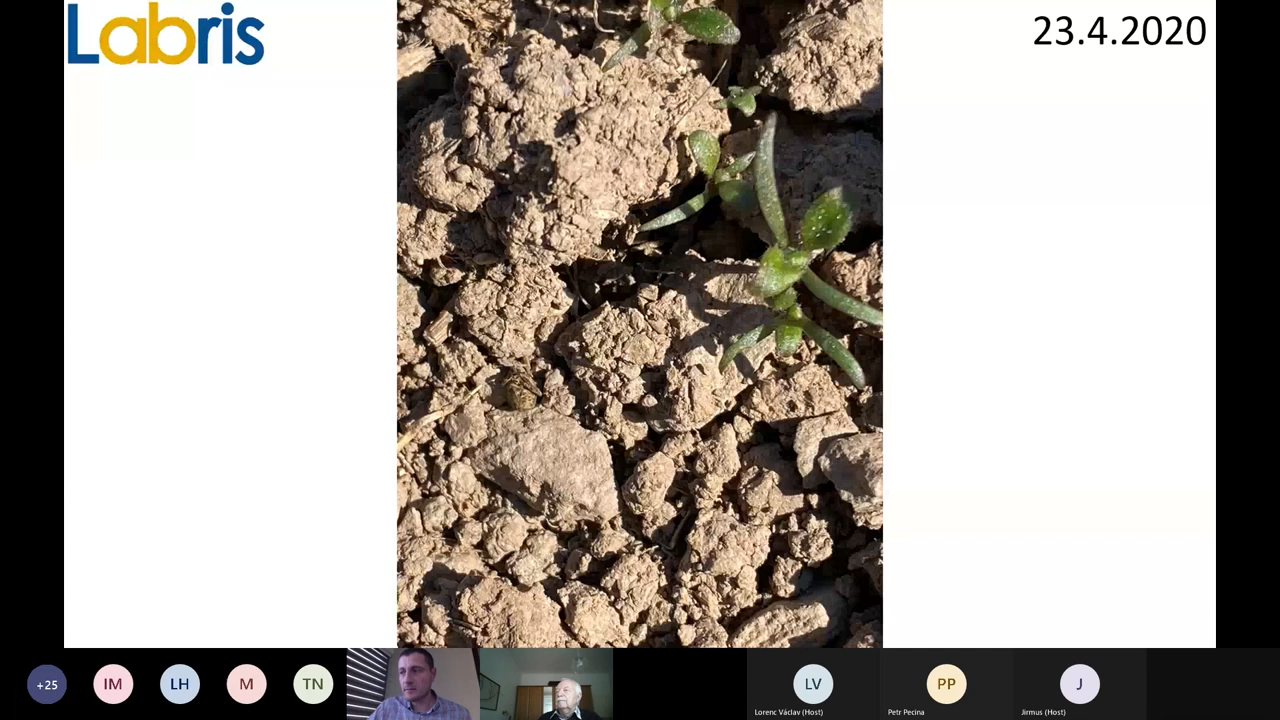 Labris
23.4.2020
+25
IM
LH
M
TN
LV
PP
J
Lorenc Václav (Host)
Petr Pecina
Jirmus (Host)